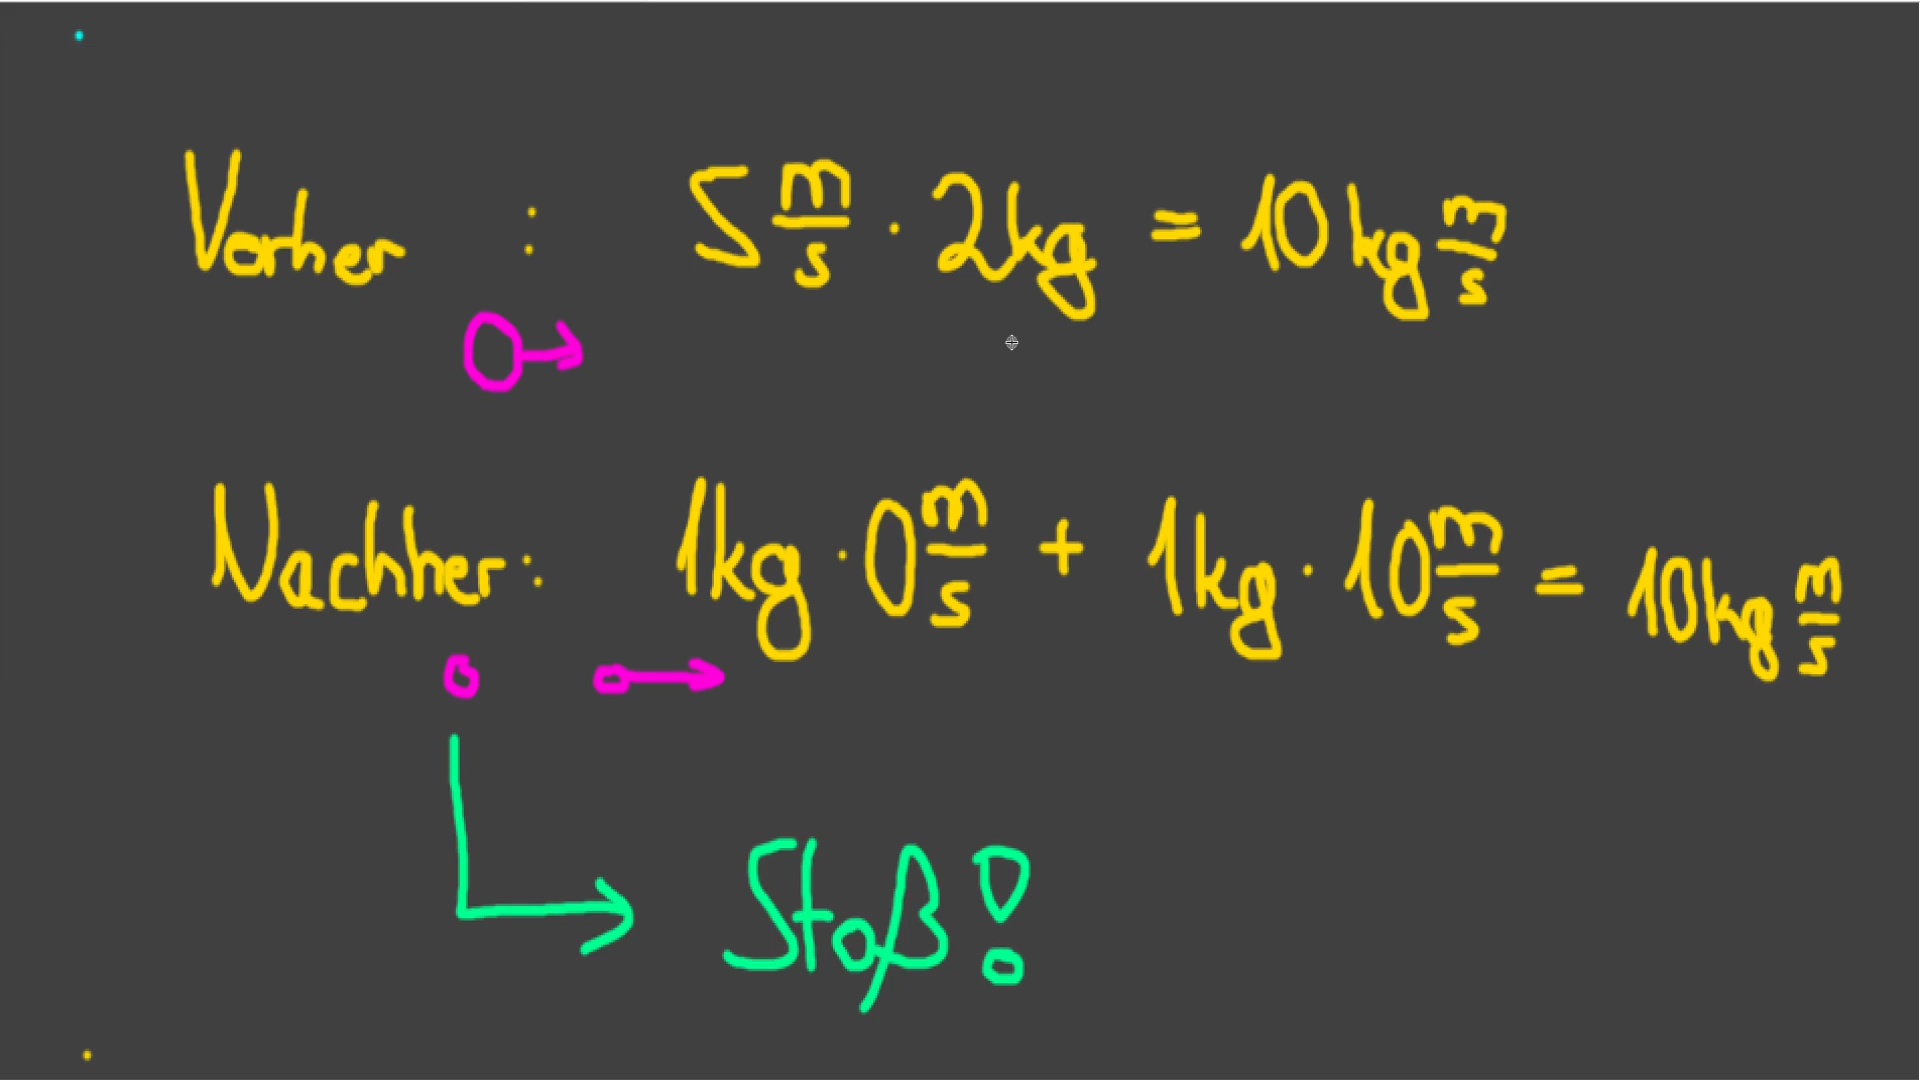 Vorher : 5 m/s · 2kg = 10 kg m/s
Nachher: 1kg · 0 m/s + 1kg · 10 m/s = 10kg m/s
Stoß!